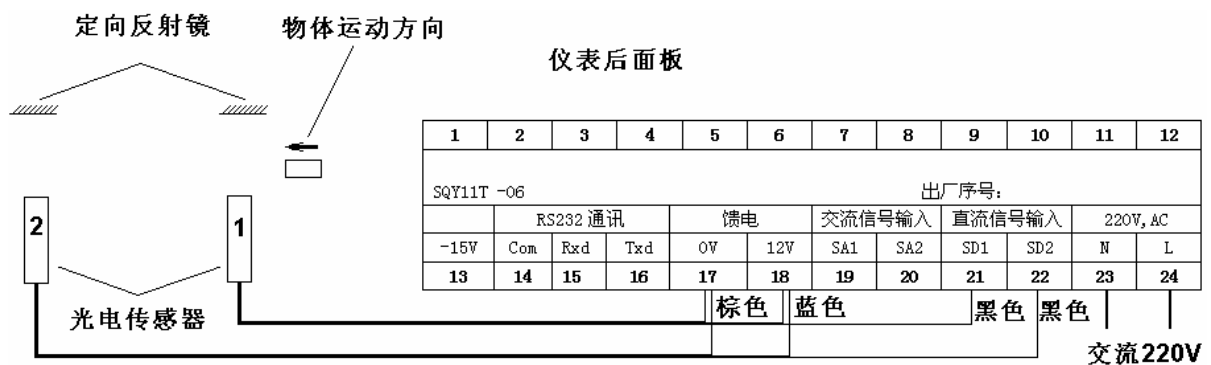 定向反射镜
物体运动方向
仪表后面板
1 2 3 4 5 6 7 8 9 10 11 12
SQY11T -06 出厂序号:
RS232 通讯 馈电 交流信号输入 直流信号输入 220V, AC
-15V Com Rxd Txd 0V 12V SA1 SA2 SD1 SD2 N L
13 14 15 16 17 18 19 20 21 22 23 24
2
1
棕色 蓝色 黑色 黑色
光电传感器
交流220V